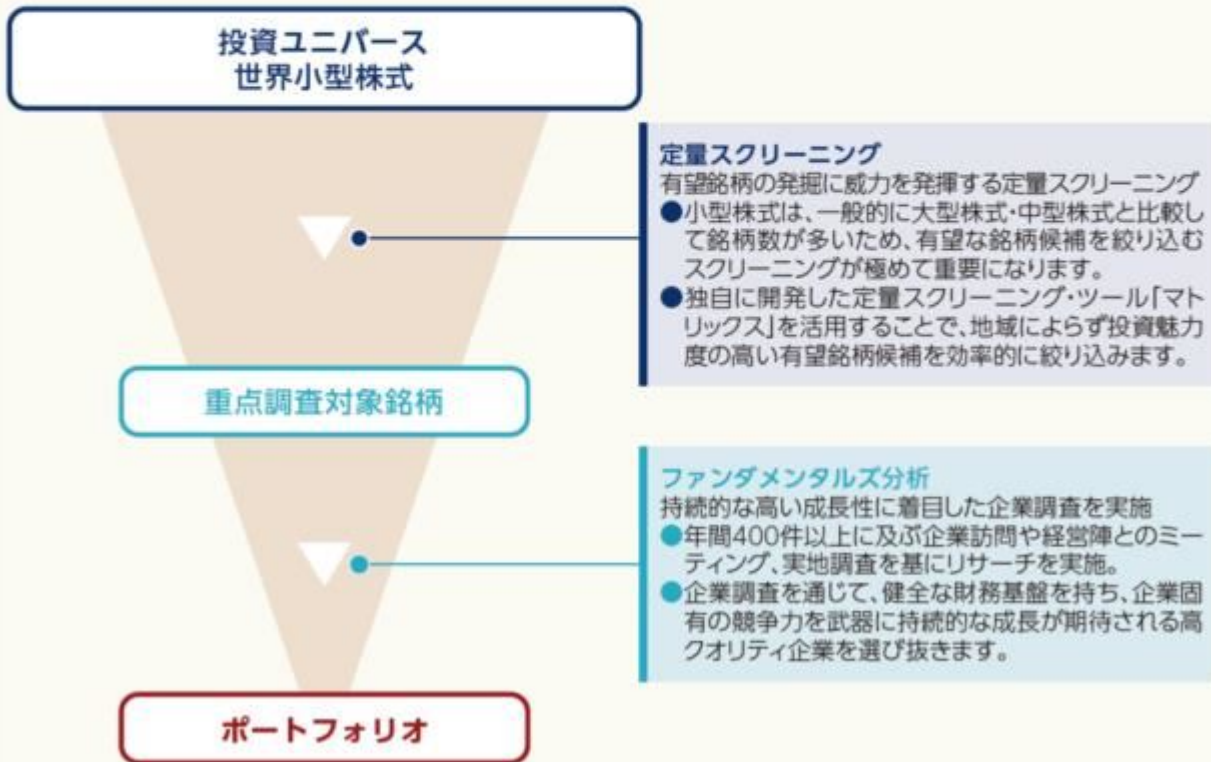 投資ユニバース
世界小型株式
定量スクリーニング
有望銘柄の発掘に威力を発揮する定量スクリーニング
●小型株式は、一般的に大型株式・中型株式と比較し
て銘柄数が多いため、有望な銘柄候補を絞り込む
スクリーニングが極めて重要になります。
●独自に開発した定量スクリーニング・ツール「マト
リックス」を活用することで、地域によらず投資魅力
度の高い有望銘柄候補を効率的に絞り込みます。
重点調査対象銘柄
ファンダメンタルズ分析
持続的な高い成長性に着目した企業調査を実施
●年間400件以上に及ぶ企業訪問や経営陣とのミー
ティング、実地調査を基にリサーチを実施。
●企業調査を通じて、健全な財務基盤を持ち、企業固
有の競争力を武器に持続的な成長が期待される高
クオリティ企業を選び抜きます。
ポートフォリオ